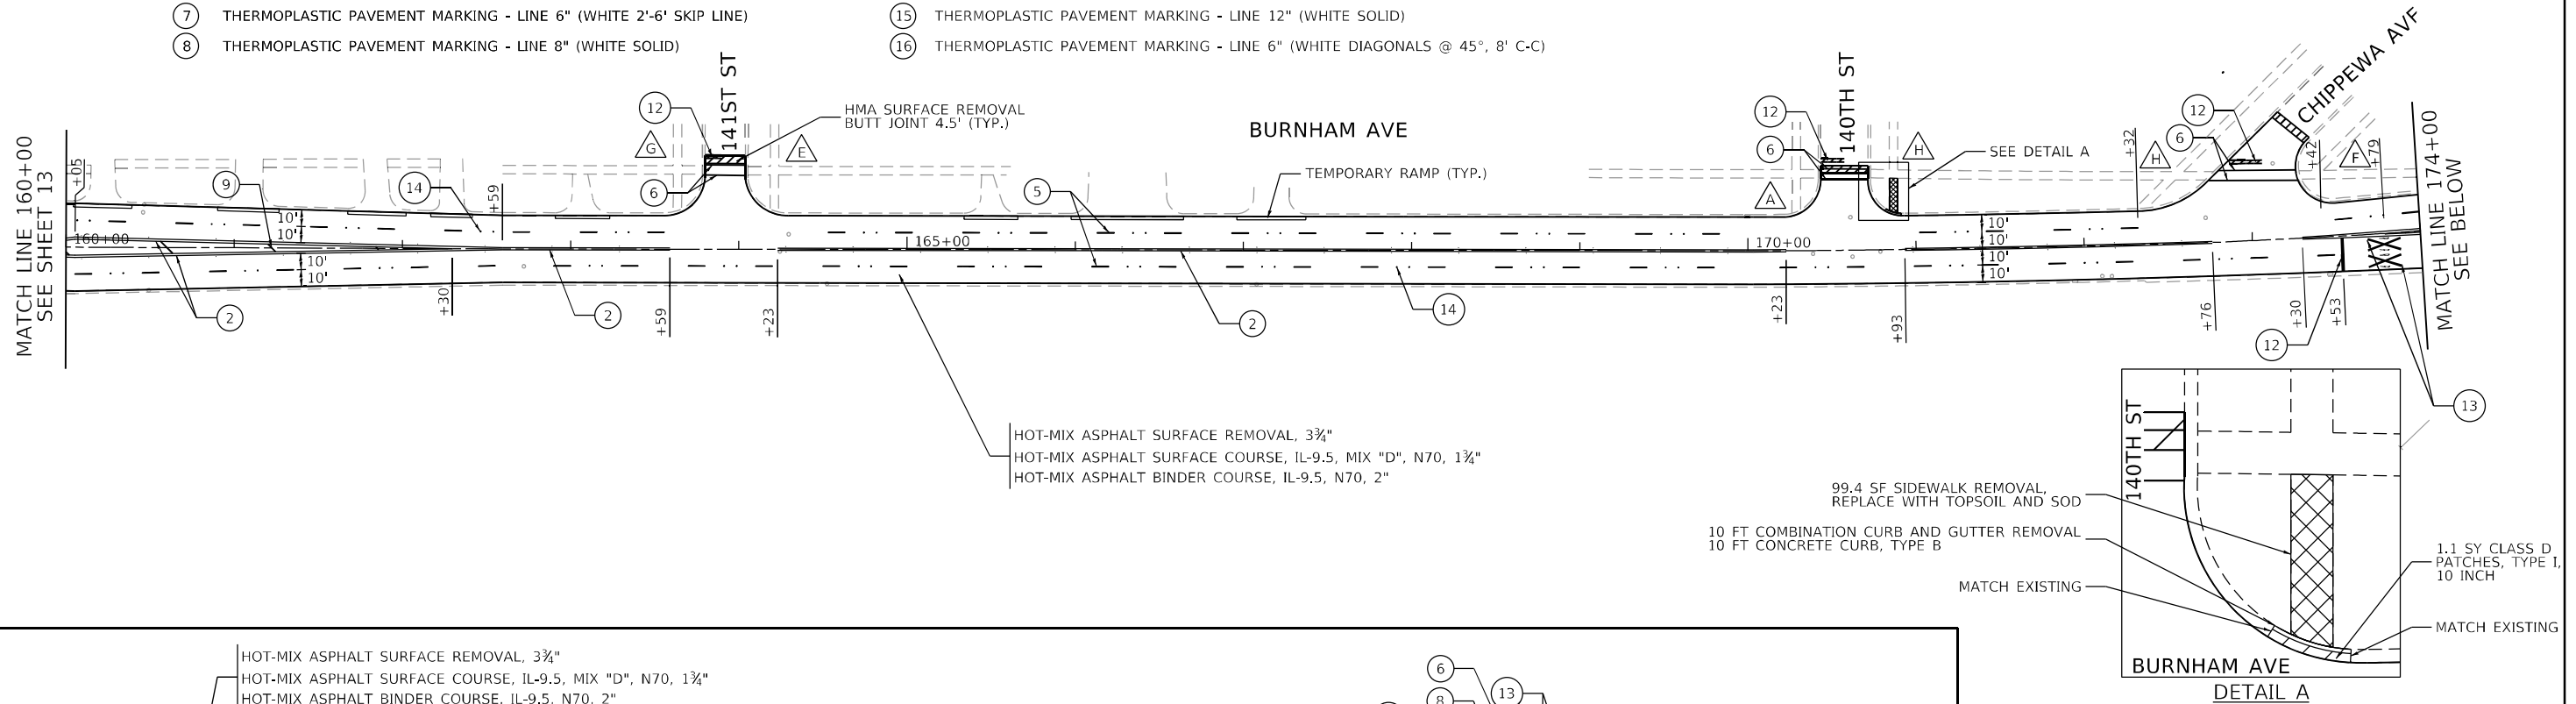 7 THERMOPLASTIC PAVEMENT MARKING - LINE 6" (WHITE 2'-6' SKIP LINE)
8 THERMOPLASTIC PAVEMENT MARKING - LINE 8" (WHITE SOLID)
15 THERMOPLASTIC PAVEMENT MARKING - LINE 12" (WHITE SOLID)
16 THERMOPLASTIC PAVEMENT MARKING - LINE 6" (WHITE DIAGONALS @ 45°, 8' C-C)
MATCH LINE 160+00
SEE SHEET 13
+05
9
14
+59
G
12
141ST ST
HMA SURFACE REMOVAL
BUTT JOINT 4.5' (TYP.)
E
6
BURNHAM AVE
5
TEMPORARY RAMP (TYP.)
12
140TH ST
6
A
H
SEE DETAIL A
+32
H
6
12
CHIPPEWA AVE
+42
F
+79
MATCH LINE 174+00
SEE BELOW
160+00
10'
10'
10'
10'
165+00
170+00
10'
10'
10'
10'
2
+30
2
+59
+23
2
14
+23
+93
+76
+30
+53
12
13
HOT-MIX ASPHALT SURFACE REMOVAL, 3¾"
HOT-MIX ASPHALT SURFACE COURSE, IL-9.5, MIX "D", N70, 1¾"
HOT-MIX ASPHALT BINDER COURSE, IL-9.5, N70, 2"
140TH ST
99.4 SF SIDEWALK REMOVAL,
REPLACE WITH TOPSOIL AND SOD
10 FT COMBINATION CURB AND GUTTER REMOVAL
10 FT CONCRETE CURB, TYPE B
MATCH EXISTING
1.1 SY CLASS D
PATCHES, TYPE I,
10 INCH
MATCH EXISTING
BURNHAM AVE
DETAIL A
HOT-MIX ASPHALT SURFACE REMOVAL, 3¾"
HOT-MIX ASPHALT SURFACE COURSE, IL-9.5, MIX "D", N70, 1¾"
HOT-MIX ASPHALT BINDER COURSE, IL-9.5, N70, 2"
6
8
13